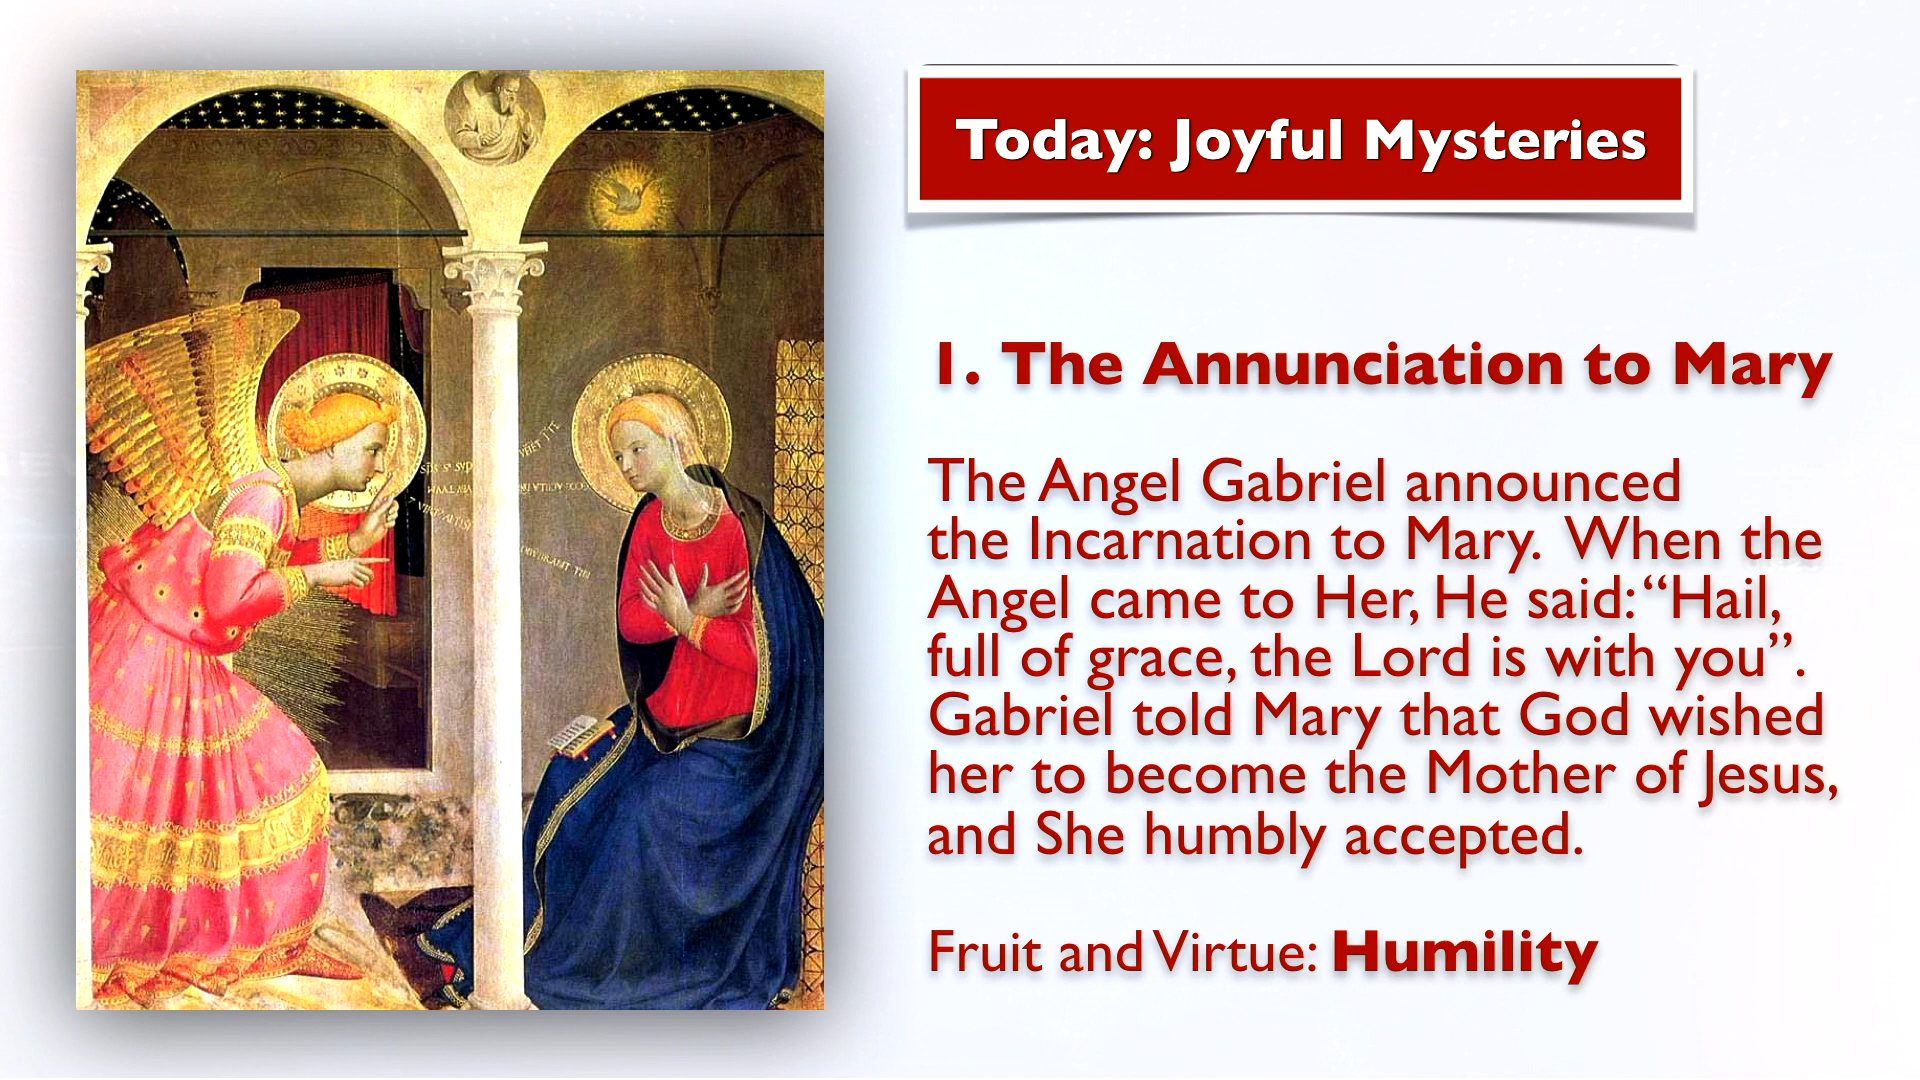 Today: Joyful Mysteries
1. The Annunciation to Mary
The Angel Gabriel announced
the Incarnation to Mary. When the
Angel came to Her, He said: “Hail,
full of grace, the Lord is with you”.
Gabriel told Mary that God wished
her to become the Mother of Jesus,
and She humbly accepted.
Fruit and Virtue: Humility